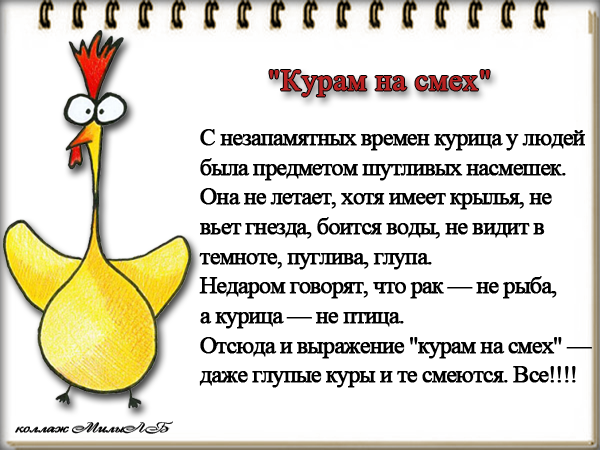 "Курам на смех"
С незапамятных времен курица у людей
была предметом шутливых насмешек.
Она не летает, хотя имеет крылья, не
вьет гнезда, боится воды, не видит в
темноте, пуглива, глупа.
Недаром говорят, что рак — не рыба,
а курица — не птица.
Отсюда и выражение "курам на смех" —
даже глупые куры и те смеются. Все!!!!
коллаж МилыЛ-Б